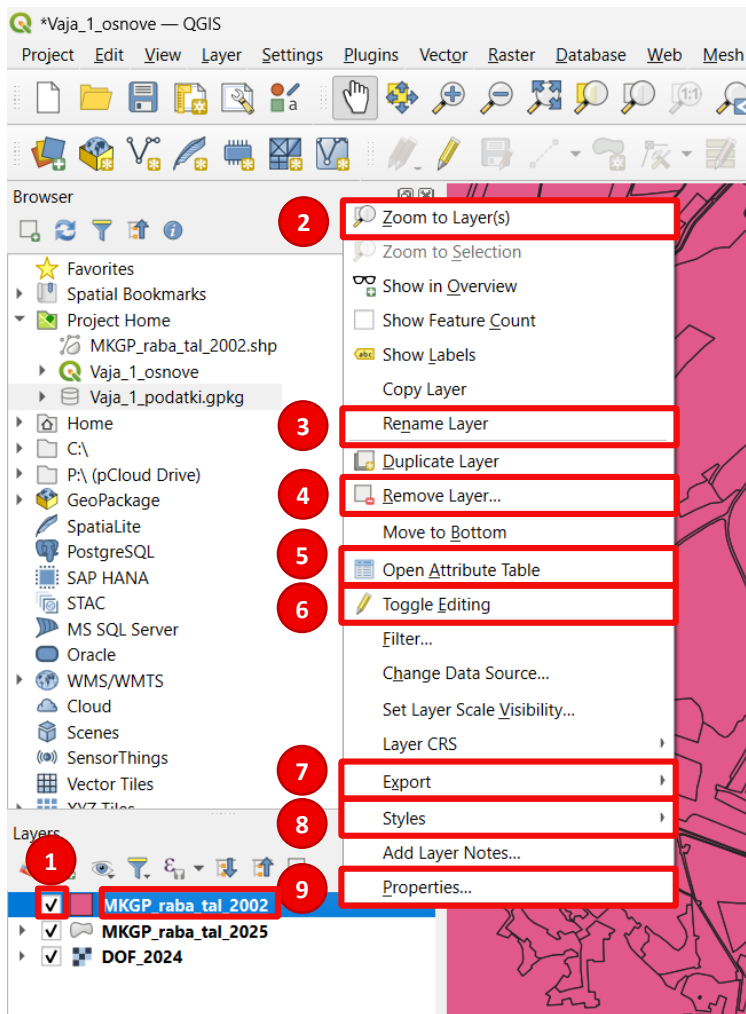 *Vaja_1_osnove — QGIS
Project Edit View Layer Settings Plugins Vector Raster Database Web Mesh
a
1:1
Browser
Favorites
Spatial Bookmarks
Project Home
MKGP_raba_tal_2002.shp
Vaja_1_osnove
Vaja_1_podatki.gpkg
Home
C:\
P:\ (pCloud Drive)
GeoPackage
SpatiaLite
PostgreSQL
SAP HANA
STAC
MS SQL Server
Oracle
WMS/WMTS
Cloud
Scenes
SensorThings
Vector Tiles
XYZ Tiles
2
Zoom to Layer(s)
Zoom to Selection
Show in Overview
Show Feature Count
abc Show Labels
Copy Layer
3
Rename Layer
Duplicate Layer
4
Remove Layer...
Move to Bottom
5
Open Attribute Table
6
Toggle Editing
Filter...
Change Data Source...
Set Layer Scale Visibility...
Layer CRS
7
Export
8
Styles
Add Layer Notes...
9
Properties...
Layers
1
MKGP_raba_tal_2002
MKGP_raba_tal_2025
DOF_2024